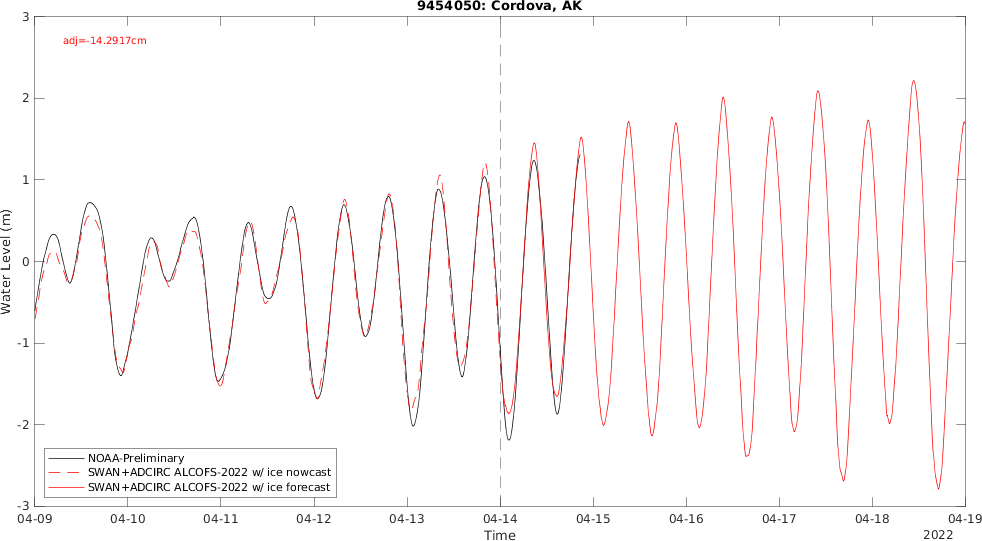 9454050: Cordova, AK
adj=-14.2917cm
Water Level (m)
3
2
1
0
-1
-2
-3
NOAA-Preliminary
SWAN+ADCIRC ALCOFS-2022 w/ ice nowcast
SWAN+ADCIRC ALCOFS-2022 w/ ice forecast
04-09 04-10 04-11 04-12 04-13 04-14 04-15 04-16 04-17 04-18 04-19
Time
2022